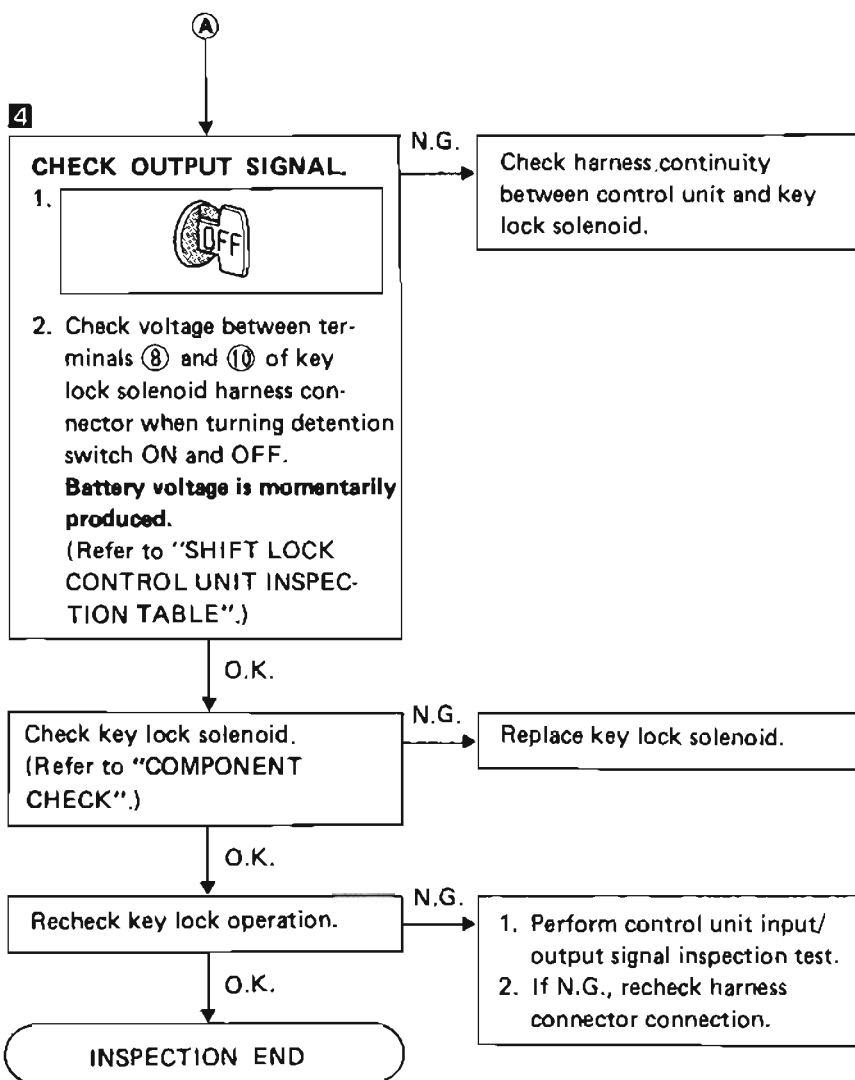 Ⓐ
4
CHECK OUTPUT SIGNAL.
1.
OFF
2. Check voltage between ter-
minals ⑧ and ⑩ of key
lock solenoid harness con-
nector when turning detention
switch ON and OFF.
Battery voltage is momentarily
produced.
(Refer to "SHIFT LOCK
CONTROL UNIT INSPEC-
TION TABLE".)
N.G.
Check harness continuity
between control unit and key
lock solenoid.
O.K.
Check key lock solenoid.
(Refer to "COMPONENT
CHECK".)
N.G.
Replace key lock solenoid.
O.K.
Recheck key lock operation.
N.G.
1. Perform control unit input/
output signal inspection test.
2. If N.G., recheck harness
connector connection.
O.K.
INSPECTION END